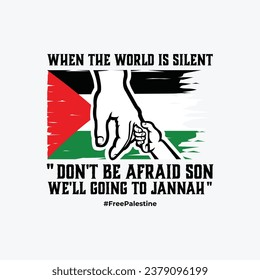 WHEN THE WORLD IS SILENT
"DON'T BE AFRAID SON
WE'LL GOING TO JANNAH"
#FreePalestine
shutterstock.com · 2379096199